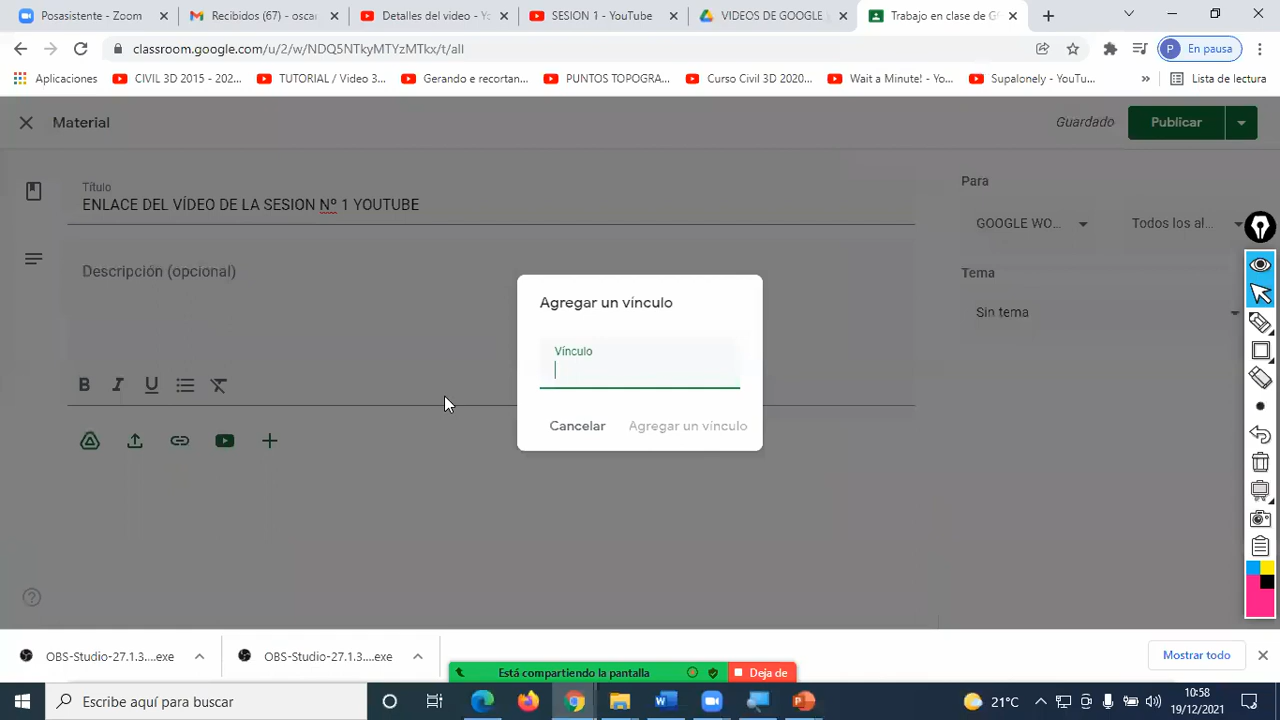 Posasistente - Zoom
Recibidos (67) - oscar
Detalles del video - Yo
SESION 1 - YouTube
VIDEOS DE GOOGLE
Trabajo en clase de G
classroom.google.com/u/2/w/NDQ5NTkyMTYzMTkx/t/all
En pausa
Aplicaciones
CIVIL 3D 2015 - 202...
TUTORIAL / Video 3...
Gerando e recortan...
PUNTOS TOPOGRA...
Curso Civil 3D 2020...
Wait a Minute! - Yo...
Supalonely - YouTu...
»
Lista de lectura
Material
Guardado
Publicar
Título
ENLACE DEL VÍDEO DE LA SESION Nº 1 YOUTUBE
Para
GOOGLE WO...
Todos los al...
Descripción (opcional)
Tema
Sin tema
Agregar un vínculo
Vínculo
Cancelar
Agregar un vínculo
B I U
OBS-Studio-27.1.3....exe
OBS-Studio-27.1.3....exe
Mostrar todo
Está compartiendo la pantalla
Deja de
Escribe aquí para buscar
21°C
10:58
19/12/2021